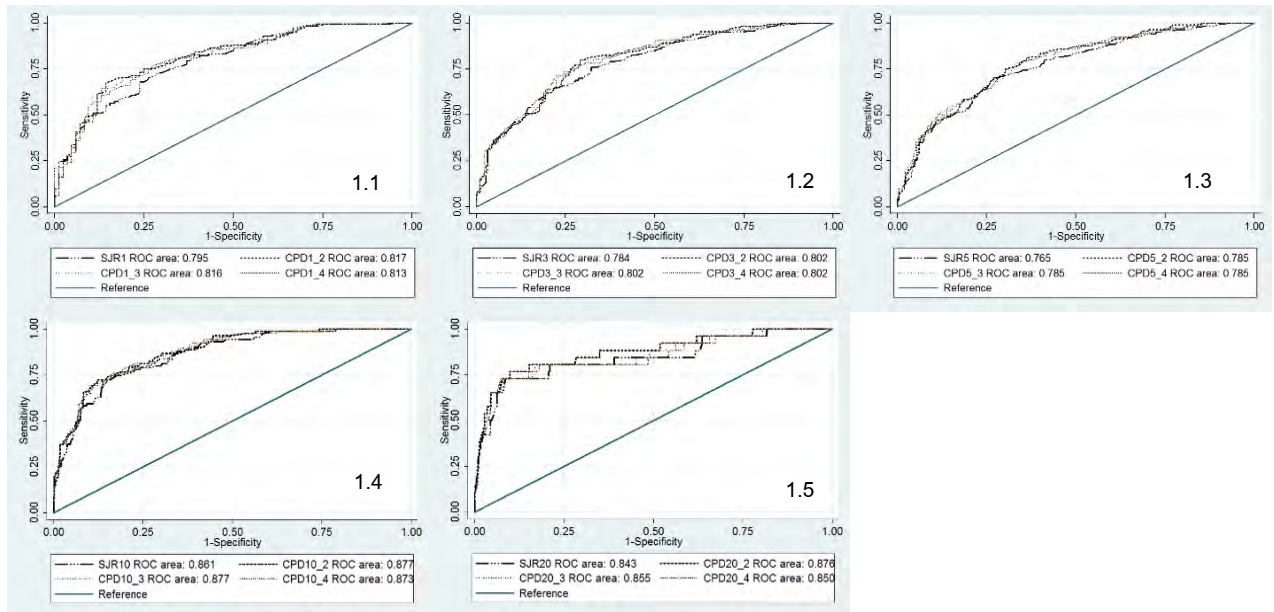 1.00
0.75
Sensitivity
0.50
0.25
0.00
1.1
0.00 0.25 0.50 0.75 1.00
1-Specificity
SJR1 ROC area: 0.795 CPD1_2 ROC area: 0.817
CPD1_3 ROC area: 0.816 CPD1_4 ROC area: 0.813
Reference
1.00
0.75
Sensitivity
0.50
0.25
0.00
1.2
0.00 0.25 0.50 0.75 1.00
1-Specificity
SJR3 ROC area: 0.784 CPD3_2 ROC area: 0.802
CPD3_3 ROC area: 0.802 CPD3_4 ROC area: 0.802
Reference
1.00
0.75
Sensitivity
0.50
0.25
0.00
1.3
0.00 0.25 0.50 0.75 1.00
1-Specificity
SJR5 ROC area: 0.765 CPD5_2 ROC area: 0.785
CPD5_3 ROC area: 0.785 CPD5_4 ROC area: 0.785
Reference
1.00
0.75
Sensitivity
0.50
0.25
0.00
1.4
0.00 0.25 0.50 0.75 1.00
1-Specificity
SJR10 ROC area: 0.861 CPD10_2 ROC area: 0.877
CPD10_3 ROC area: 0.877 CPD10_4 ROC area: 0.873
Reference
1.00
0.75
Sensitivity
0.50
0.25
0.00
1.5
0.00 0.25 0.50 0.75 1.00
1-Specificity
SJR20 ROC area: 0.843 CPD20_2 ROC area: 0.876
CPD20_3 ROC area: 0.855 CPD20_4 ROC area: 0.850
Reference